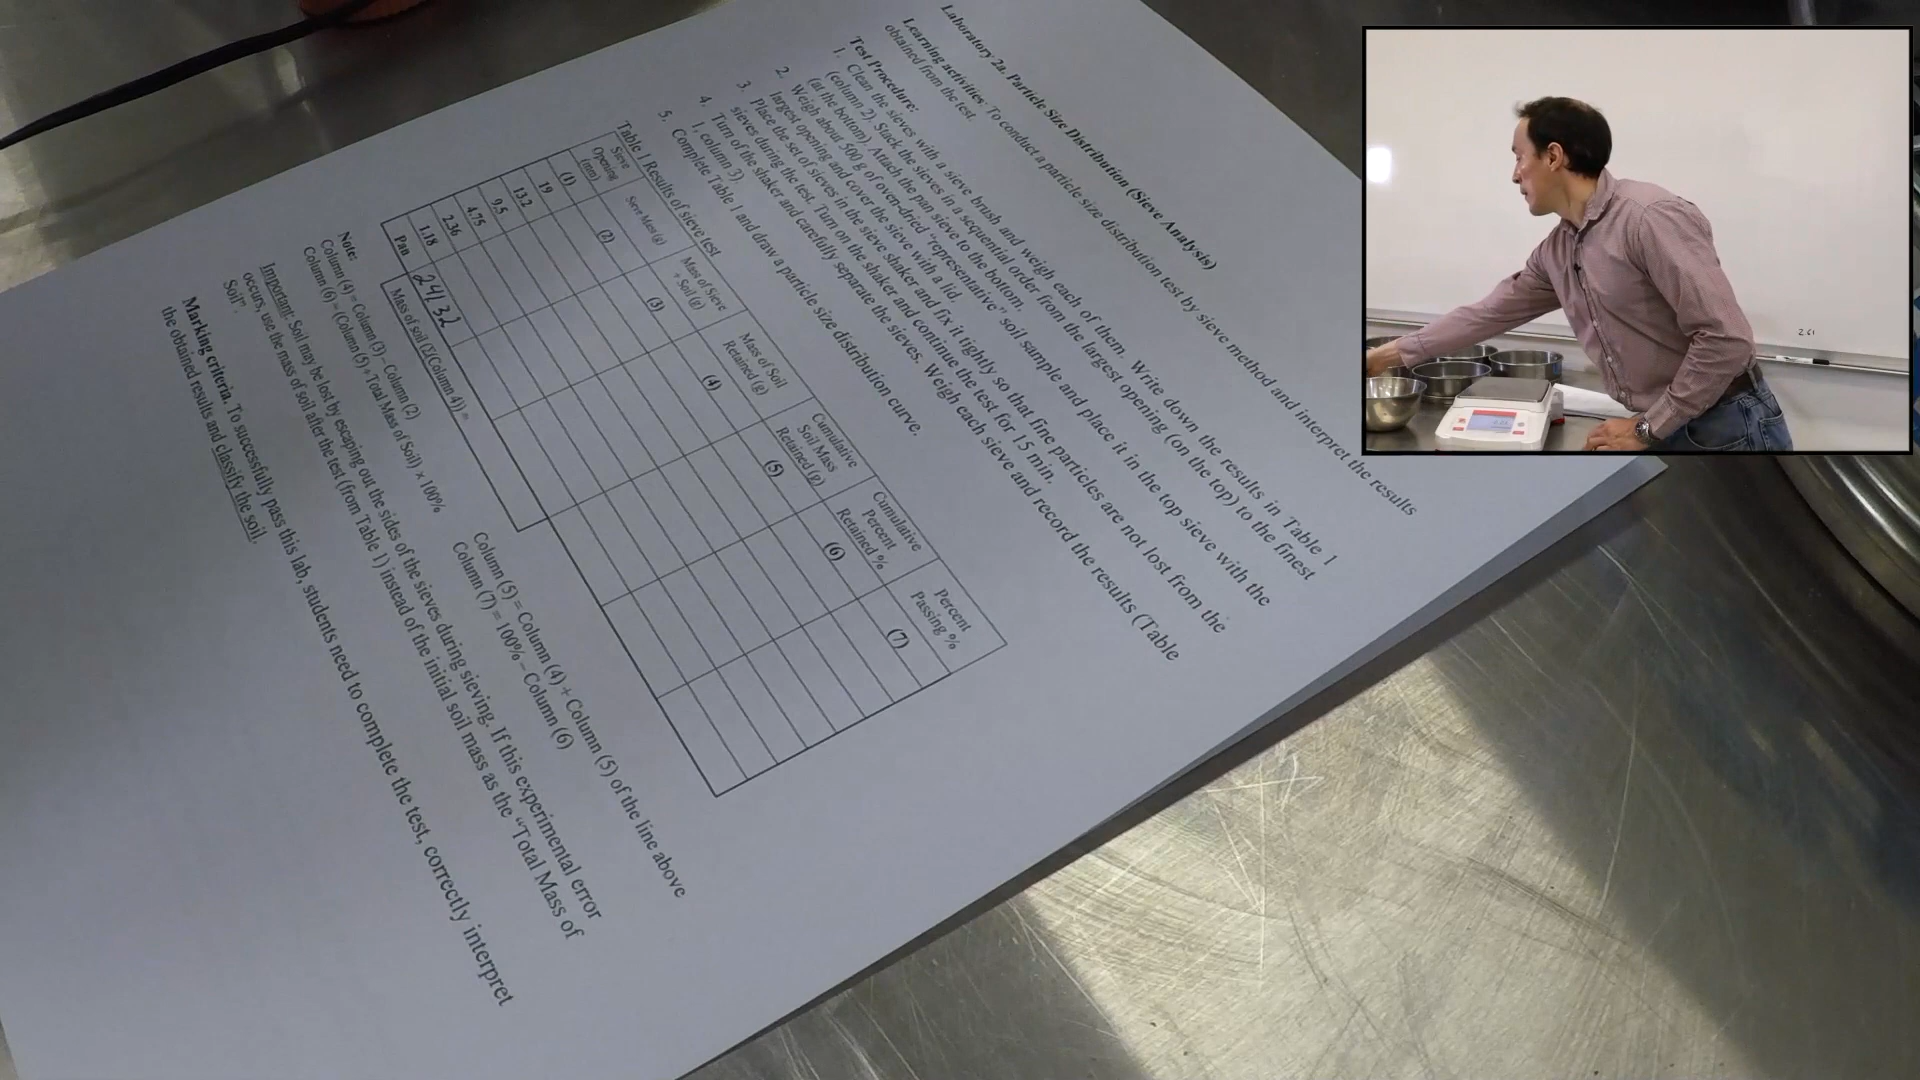 Laboratory 2a. Particle Size Distribution (Sieve Analysis)
Learning activities: To conduct a particle size distribution test by sieve method and interpret the results
obtained from the test.
Test Procedure:
1. Clean the sieves with a sieve brush and weigh each of them. Write down the results in Table 1
(column 2). Stack the sieves in a sequential order from the largest opening (on the top) to the finest
(at the bottom). Attach the pan sieve to the bottom.
2. Weigh about 500 g of oven-dried "representative" soil sample and place it in the top sieve with the
largest opening and cover the sieve with a lid.
3. Place the set of sieves in the sieve shaker and fix it tightly so that fine particles are not lost from the
sieves during the test. Turn on the shaker and continue the test for 15 min.
4. Turn of the shaker and carefully separate the sieves. Weigh each sieve and record the results (Table
1, column 3).
5. Complete Table 1 and draw a particle size distribution curve.
Table 1 Results of sieve test
Sieve Opening (mm) Sieve Mass (g) Mass of Sieve + Soil (g) Mass of Soil Retained (g) Cumulative Soil Mass Retained (g) Cumulative Percent Retained % Percent Passing %
(1) (2) (3) (4) (5) (6) (7)
19
13.2
9.5
4.75
2.36
1.18
Pan 241.32
Mass of soil (Σ(Column 4)) =
Note:
Column (4) = Column (3) – Column (2) Column (5) = Column (4) + Column (5) of the line above
Column (6) = (Column (5) ÷ Total Mass of Soil) x 100% Column (7) = 100% – Column (6)
Important: Soil may be lost by escaping out the sides of the sieves during sieving. If this experimental error
occurs, use the mass of soil after the test (from Table 1) instead of the initial soil mass as the "Total Mass of
Soil".
Marking criteria. To successfully pass this lab, students need to complete the test, correctly interpret
the obtained results and classify the soil.